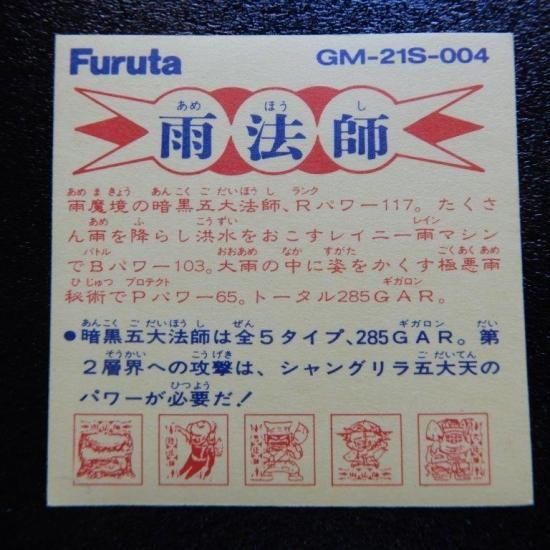 Furuta
GM-21S-004
あめ ほう し
雨法師
あめ ま きょう あんこく ご だいほう し ランク
雨魔境の暗黒五大法師、Rパワー117。たくさ
あめ ふ こうずい レイン
ん雨を降らし洪水をおこすレイニー雨マシン
バトル おおあめ なか すがた ごくあくあめ
でBパワー103。大雨の中に姿をかくす極悪雨
ひ じゅつ プロテクト ギガロン
秘術でPパワー65。トータル285GAR。
あんこく ご だいほう し ぜん ギガロン だい
●暗黒五大法師は全5タイプ、285GAR。第
そうかい こうげき ご だいてん
2層界への攻撃は、シャングリラ五大天の
ひつよう
パワーが必要だ!